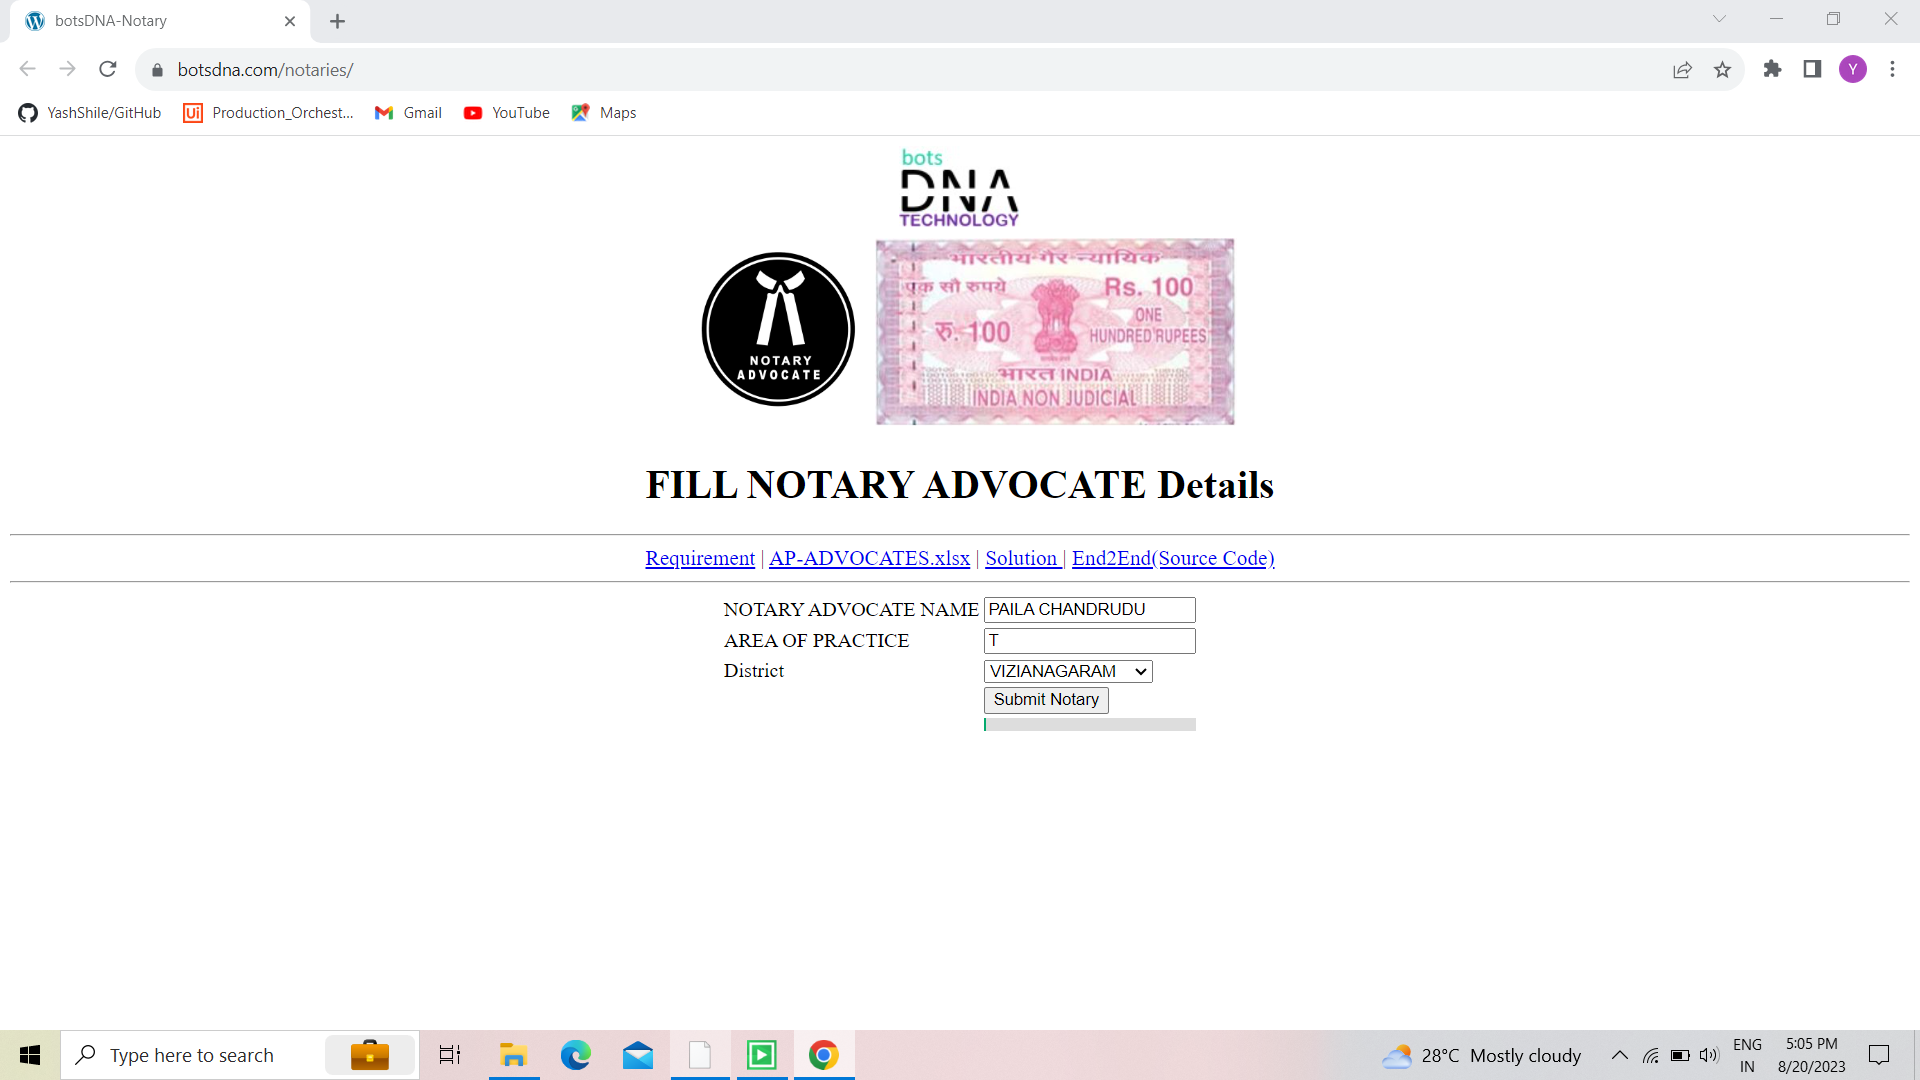 botsDNA-Notary
botsdna.com/notaries/
Y
YashShile/GitHub Production_Orchest... Gmail YouTube Maps
bots
DNA
TECHNOLOGY
भारतीय-गैर-न्यायिक
एक सौ रुपये Rs. 100
रु. 100 ONE
HUNDRED RUPEES
भारत INDIA
INDIA NON JUDICIAL
NOTARY
ADVOCATE
FILL NOTARY ADVOCATE Details
Requirement | AP-ADVOCATES.xlsx | Solution | End2End(Source Code)
NOTARY ADVOCATE NAME PAILA CHANDRUDU
AREA OF PRACTICE T
District VIZIANAGARAM
Submit Notary
Type here to search
28°C Mostly cloudy
ENG
IN
5:05 PM
8/20/2023